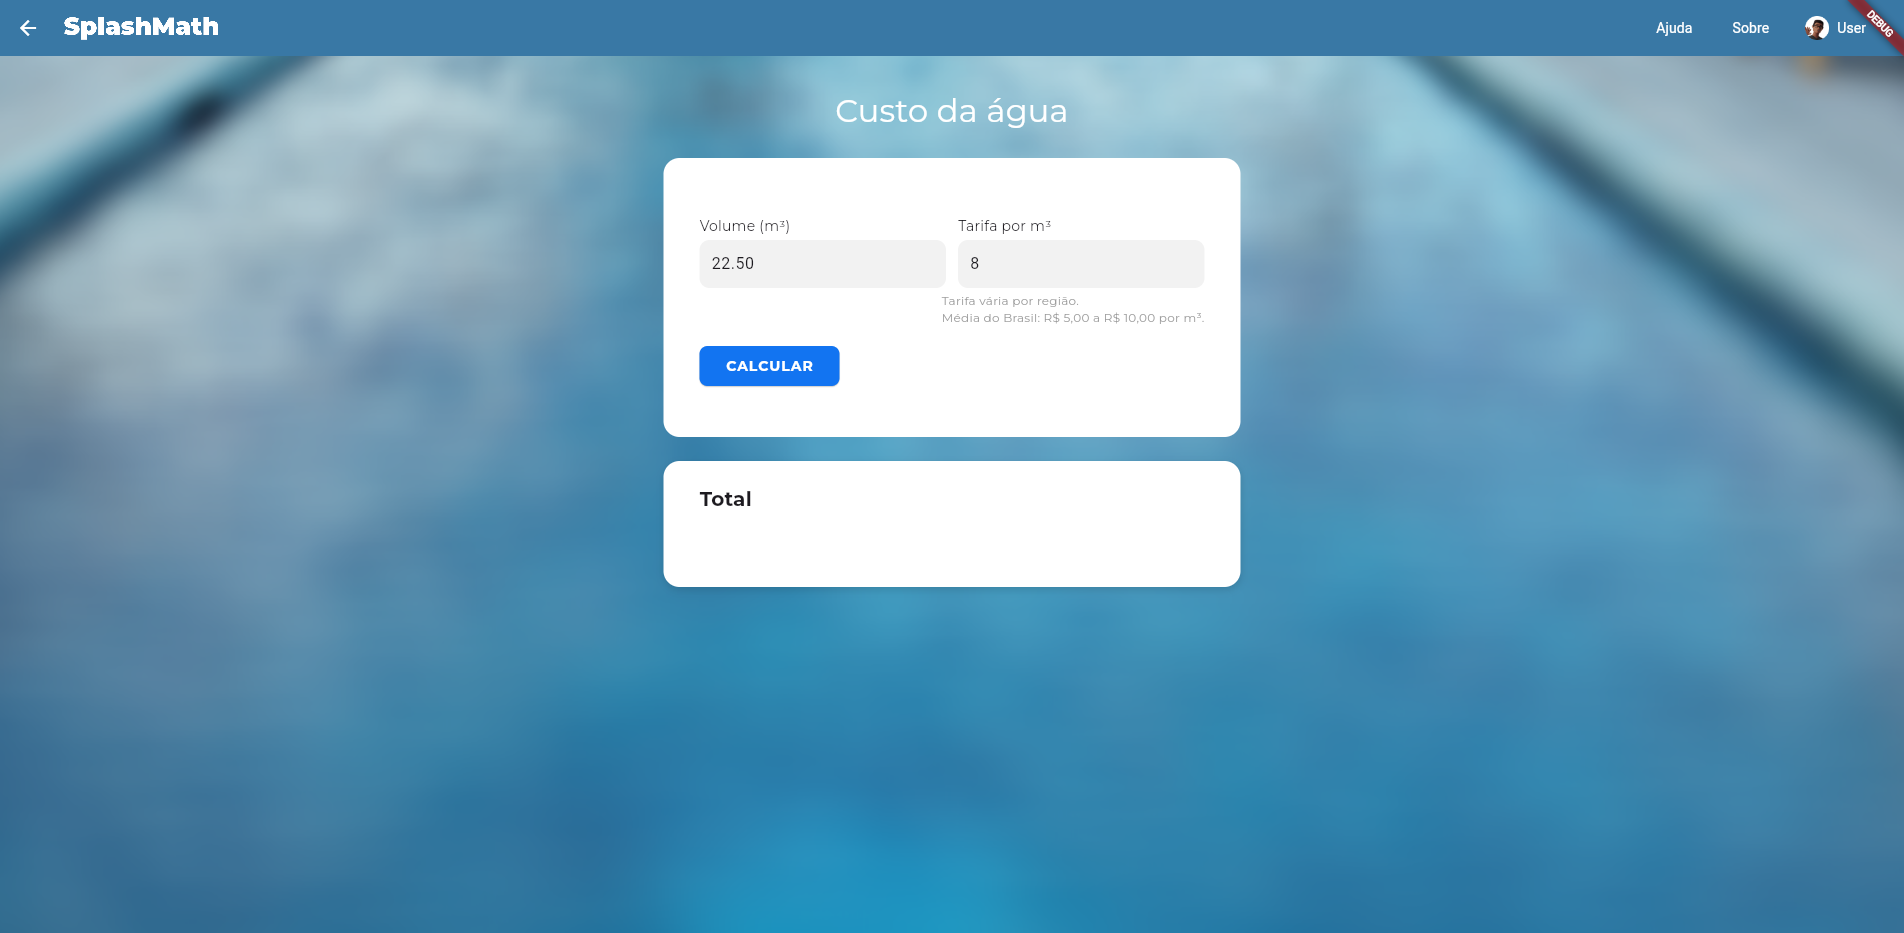 SplashMath
Ajuda
Sobre
User
DEBUG
Custo da água
Volume (m³)
Tarifa por m³
22.50
8
Tarifa vária por região.
Média do Brasil: R$ 5,00 a R$ 10,00 por m³.
CALCULAR
Total